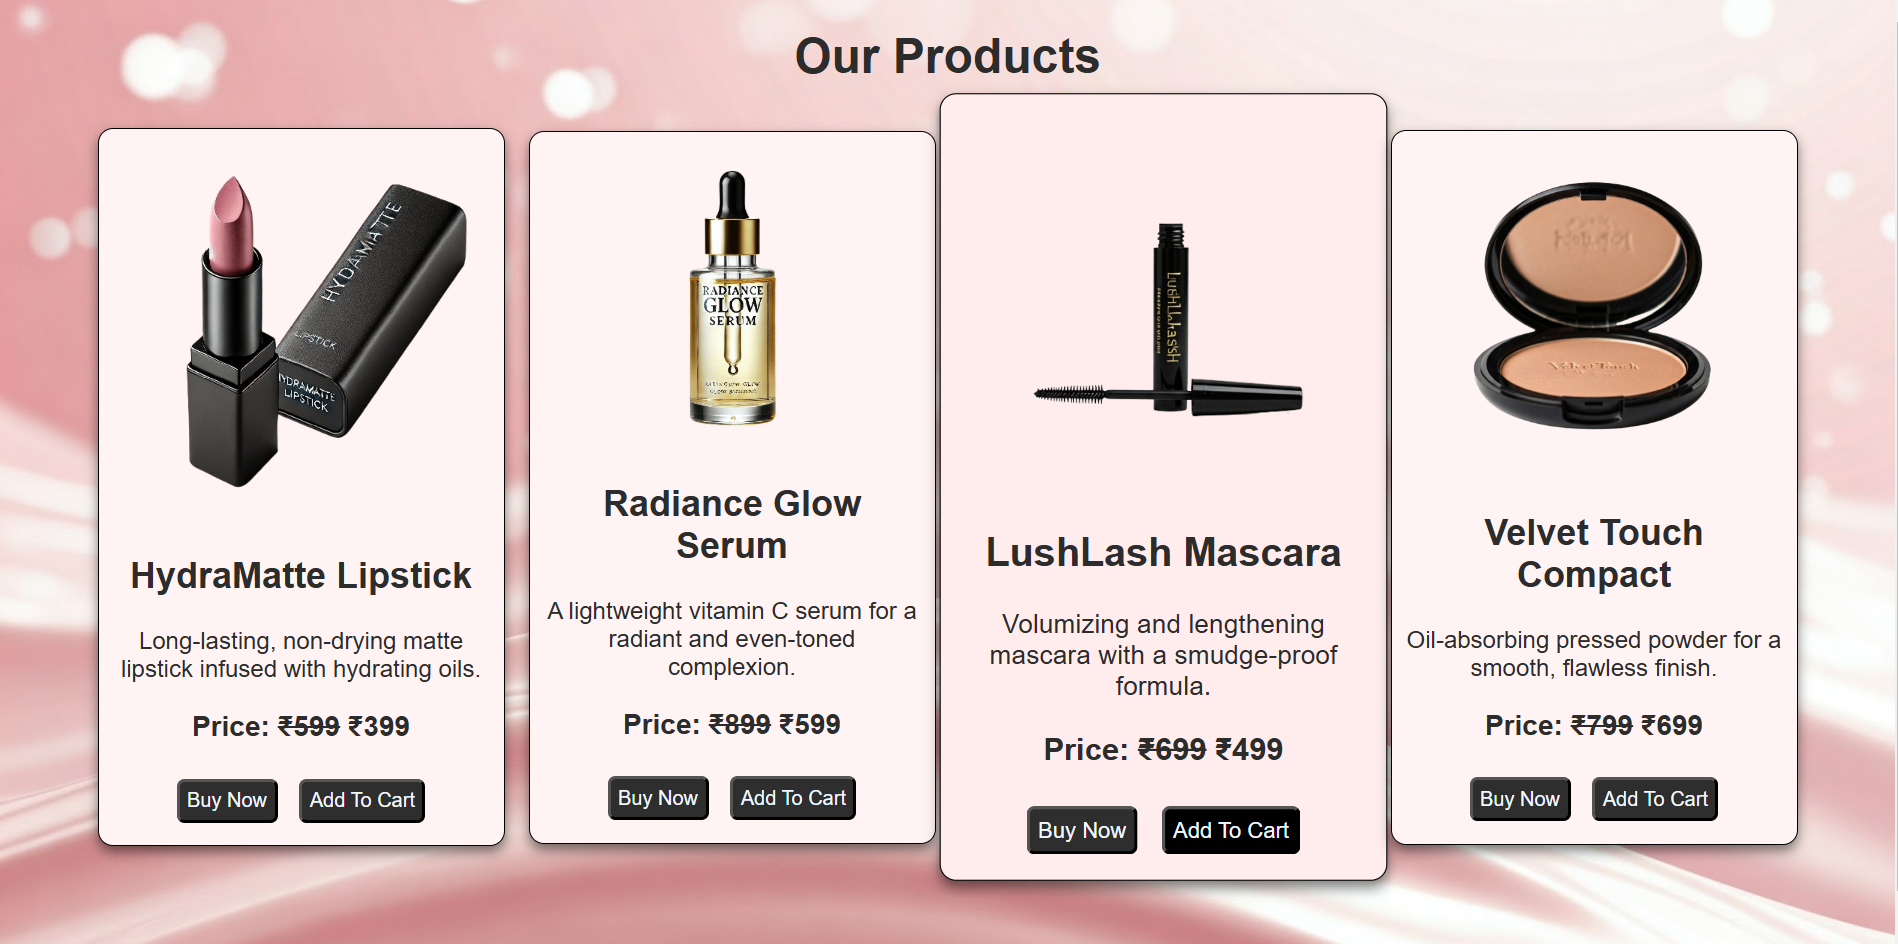 Our Products
HYDAMATTE
LIPSTICK
HYDRAMATTE
LIPSTICK
HydraMatte Lipstick
Long-lasting, non-drying matte
lipstick infused with hydrating oils.
Price: ₹599 ₹399
Buy Now
Add To Cart
RADIANCE
GLOW
SERUM
Radiance Glow
Serum
A lightweight vitamin C serum for a
radiant and even-toned
complexion.
Price: ₹899 ₹599
Buy Now
Add To Cart
LushLash Mascara
Volumizing and lengthening
mascara with a smudge-proof
formula.
Price: ₹699 ₹499
Buy Now
Add To Cart
Velvet Touch
Velvet Touch
Compact
Oil-absorbing pressed powder for a
smooth, flawless finish.
Price: ₹799 ₹699
Buy Now
Add To Cart